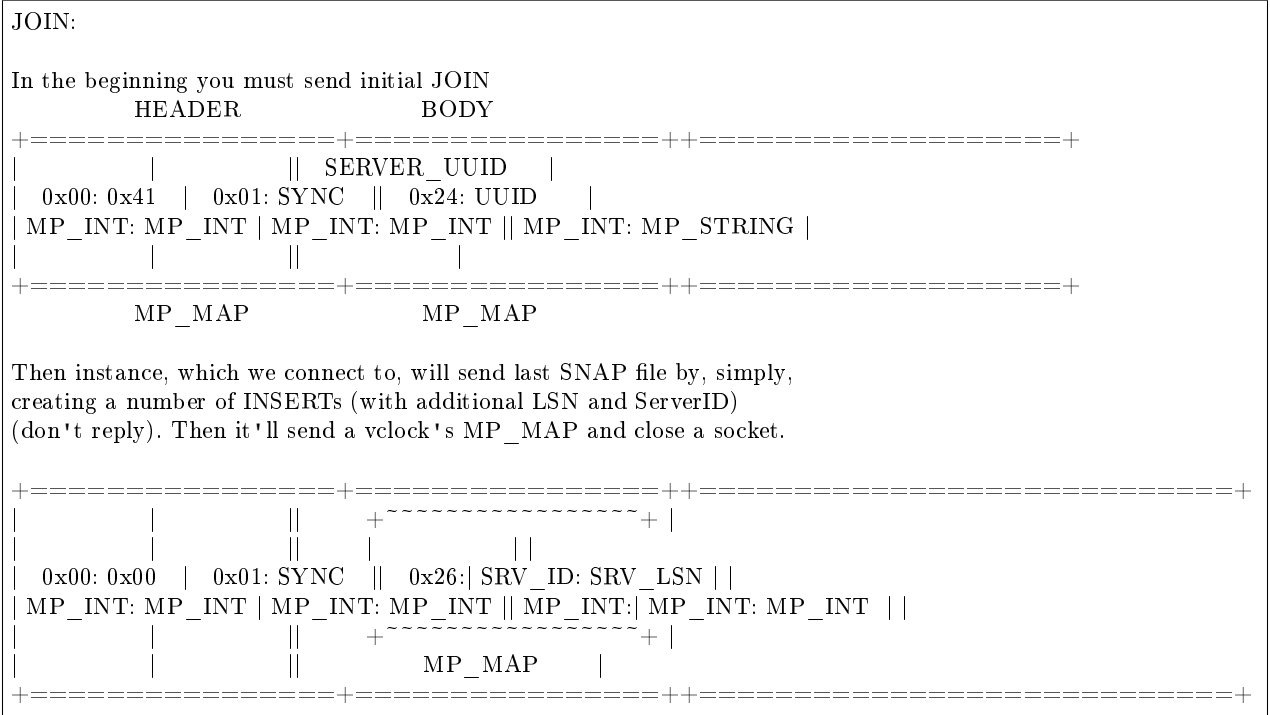 JOIN:
In the beginning you must send initial JOIN
HEADER BODY
+================+================++===================+
| | || SERVER_UUID |
| 0x00: 0x41 | 0x01: SYNC || 0x24: UUID |
| MP_INT: MP_INT | MP_INT: MP_INT || MP_INT: MP_STRING |
| | || |
+================+================++===================+
MP_MAP MP_MAP
Then instance, which we connect to, will send last SNAP file by, simply,
creating a number of INSERTs (with additional LSN and ServerID)
(don't reply). Then it'll send a vclock's MP_MAP and close a socket.
+================+================++============================+
| | || +~~~~~~~~~~~~~~~~~+ |
| | || | | |
| 0x00: 0x00 | 0x01: SYNC || 0x26:| SRV_ID: SRV_LSN | |
| MP_INT: MP_INT | MP_INT: MP_INT || MP_INT:| MP_INT: MP_INT | |
| | || +~~~~~~~~~~~~~~~~~+ |
| | || MP_MAP |
+================+================++============================+